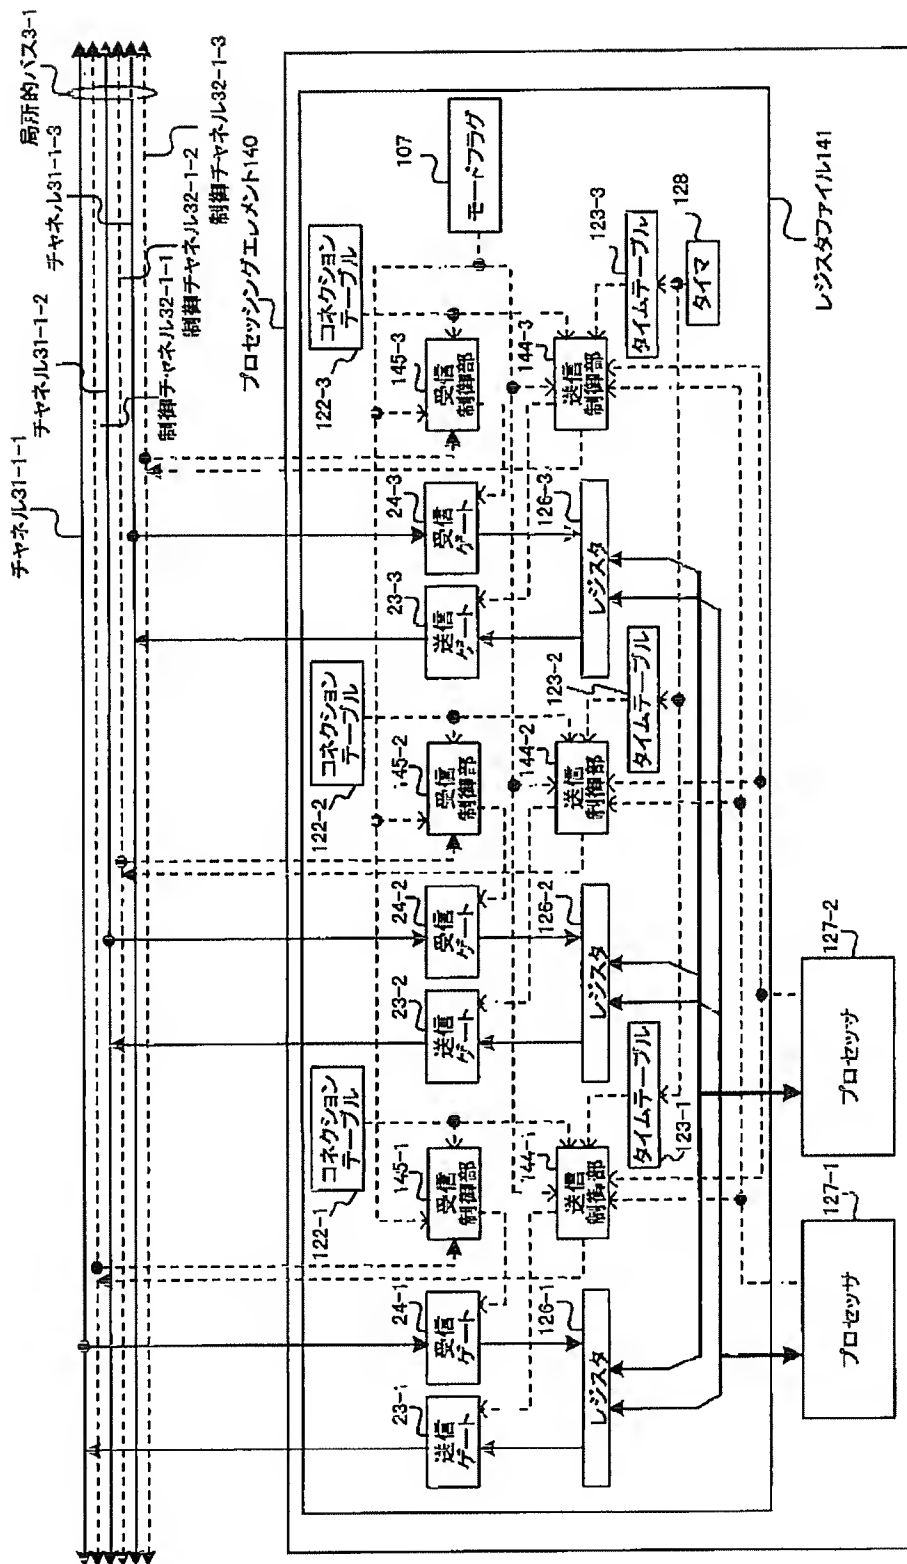 チャネル31-1-1
チャネル31-1-2
制御チャネル32-1-1
制御チャネル32-1-2
チャネル31-1-3
制御チャネル32-1-3
局所的バス3-1
プロセッシングエレメント140
レジスタファイル141
107
モードフラグ
コネクション
テーブル
122-1
145-1
受信
制御部
24-1
受信
ゲート
23-1
送信
ゲート
126-1
レジスタ
144-1
送信
制御部
タイムテーブル
123-1
コネクション
テーブル
122-2
145-2
受信
制御部
24-2
受信
ゲート
23-2
送信
ゲート
126-2
レジスタ
144-2
送信
制御部
123-2
タイムテーブル
コネクション
テーブル
122-3
145-3
受信
制御部
24-3
受信
ゲート
23-3
送信
ゲート
126-3
レジスタ
144-3
送信
制御部
123-3
タイムテーブル
128
タイマ
127-1
プロセッサ
127-2
プロセッサ